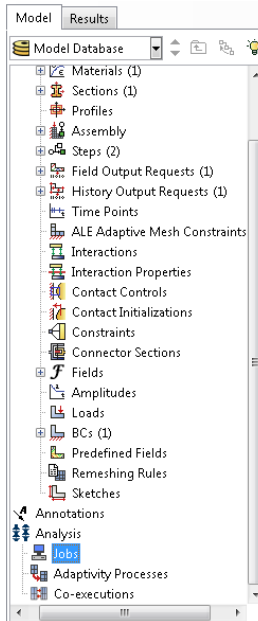 Model Results
Model Database
Materials (1)
Sections (1)
Profiles
Assembly
Steps (2)
Field Output Requests (1)
History Output Requests (1)
Time Points
ALE Adaptive Mesh Constraints
Interactions
Interaction Properties
Contact Controls
Contact Initializations
Constraints
Connector Sections
Fields
Amplitudes
Loads
BCs (1)
Predefined Fields
Remeshing Rules
Sketches
Annotations
Analysis
Jobs
Adaptivity Processes
Co-executions